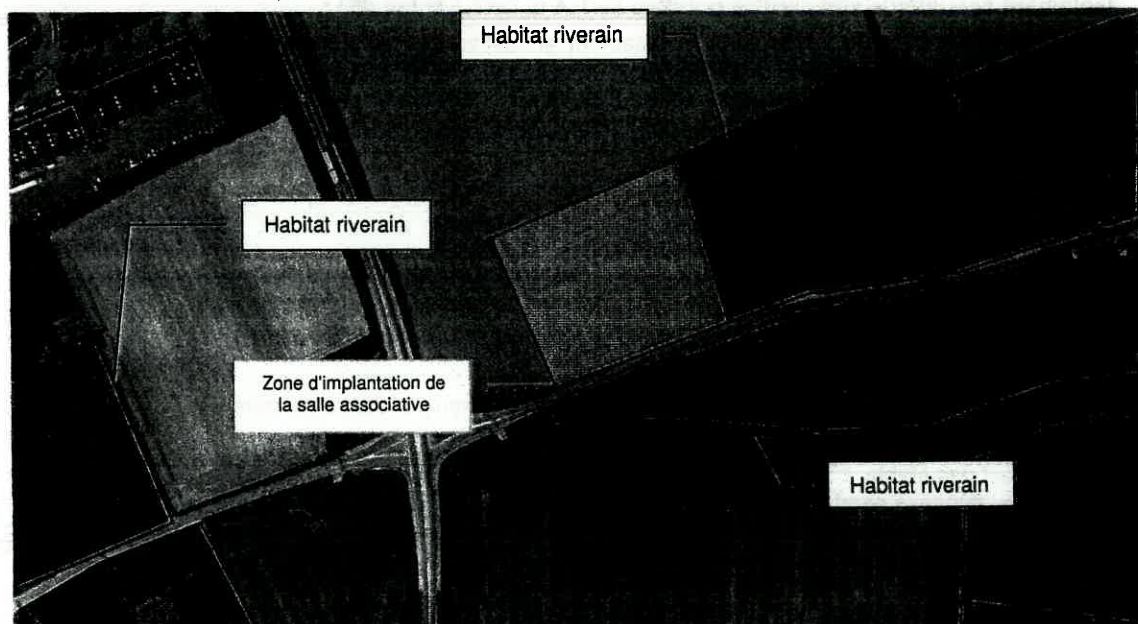 Habitat riverain
Habitat riverain
Zone d'implantation de
la salle associative
Habitat riverain